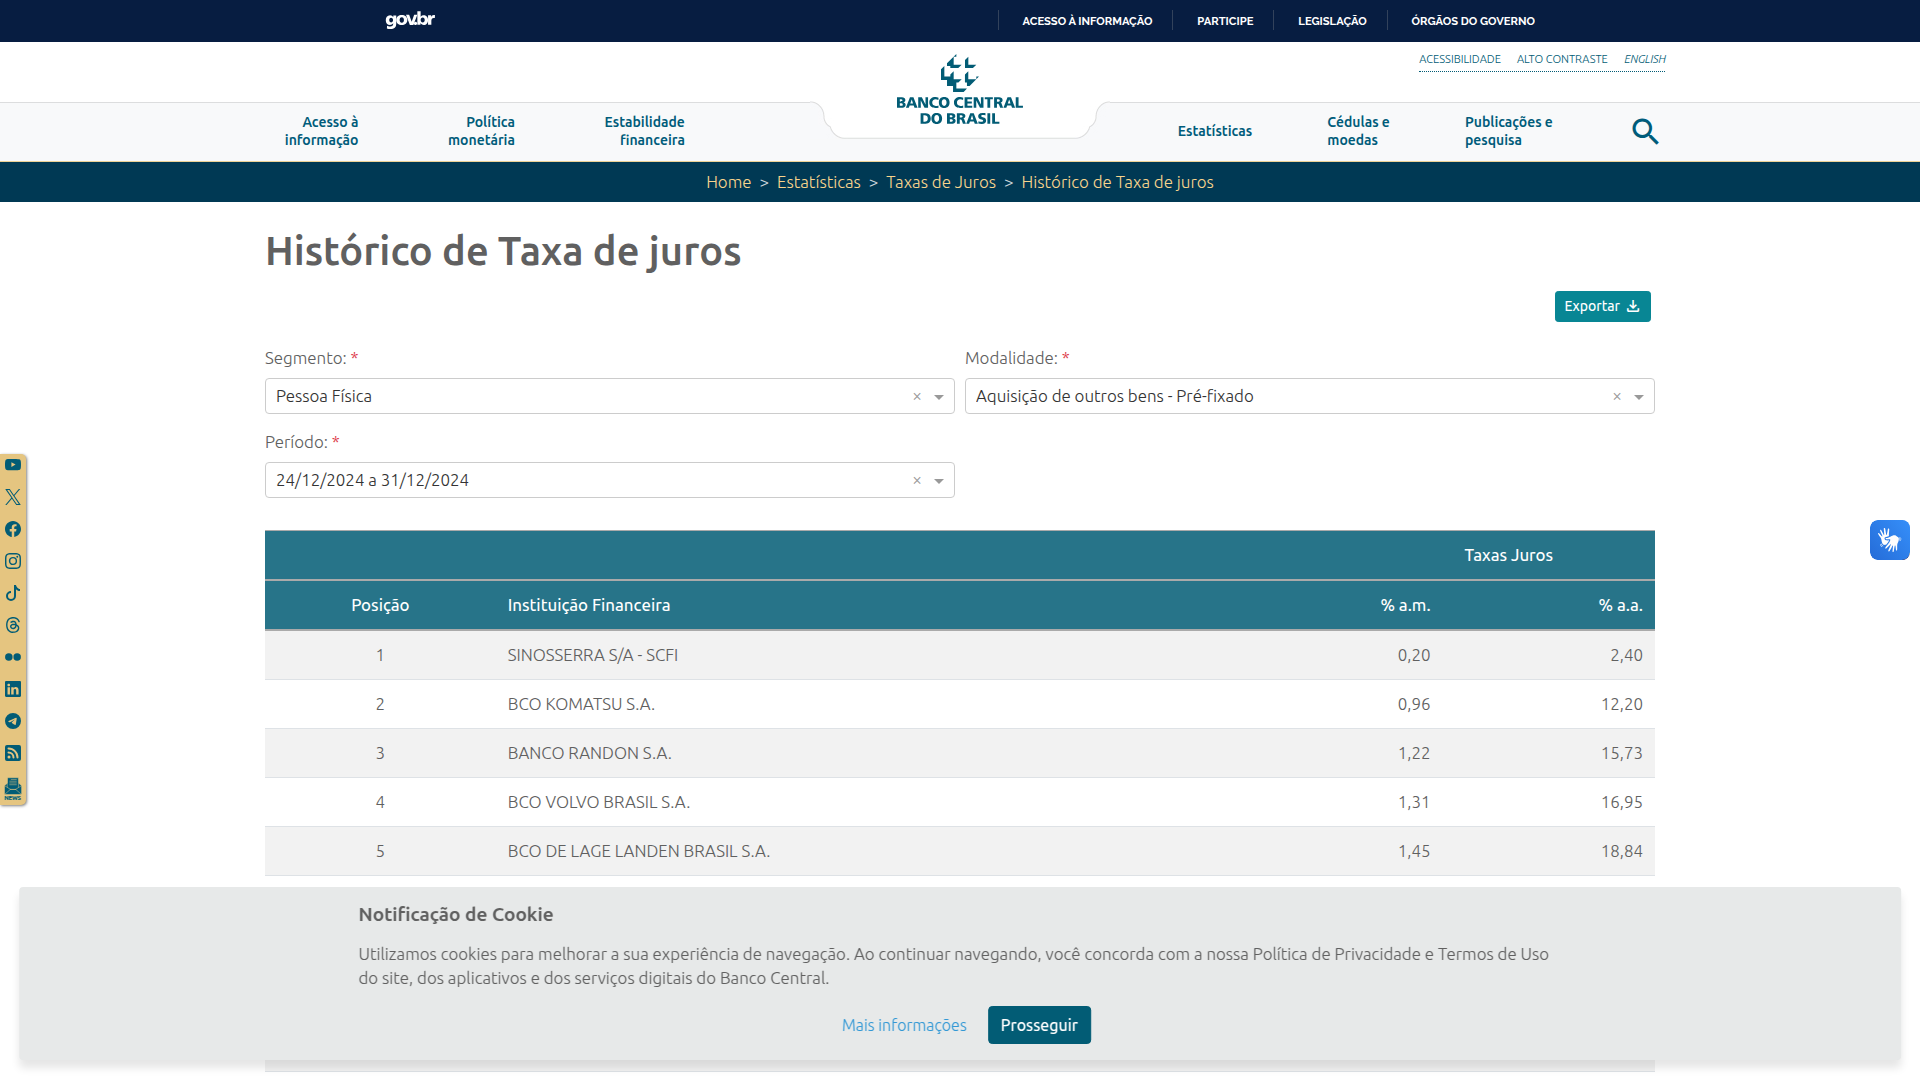 gov.br
ACESSO À INFORMAÇÃO
PARTICIPE
LEGISLAÇÃO
ÓRGÃOS DO GOVERNO
ACESSIBILIDADE
ALTO CONTRASTE
ENGLISH
BANCO CENTRAL
DO BRASIL
Acesso à
informação
Política
monetária
Estabilidade
financeira
Estatísticas
Cédulas e
moedas
Publicações e
pesquisa
Home > Estatísticas > Taxas de Juros > Histórico de Taxa de juros
Histórico de Taxa de juros
Exportar
Segmento: *
Modalidade: *
Pessoa Física ×
Aquisição de outros bens - Pré-fixado ×
Período: *
24/12/2024 a 31/12/2024 ×
Taxas Juros
Posição Instituição Financeira % a.m. % a.a.
1 SINOSSERRA S/A - SCFI 0,20 2,40
2 BCO KOMATSU S.A. 0,96 12,20
3 BANCO RANDON S.A. 1,22 15,73
4 BCO VOLVO BRASIL S.A. 1,31 16,95
5 BCO DE LAGE LANDEN BRASIL S.A. 1,45 18,84
NEWS
Notificação de Cookie
Utilizamos cookies para melhorar a sua experiência de navegação. Ao continuar navegando, você concorda com a nossa Política de Privacidade e Termos de Uso
do site, dos aplicativos e dos serviços digitais do Banco Central.
Mais informações
Prosseguir